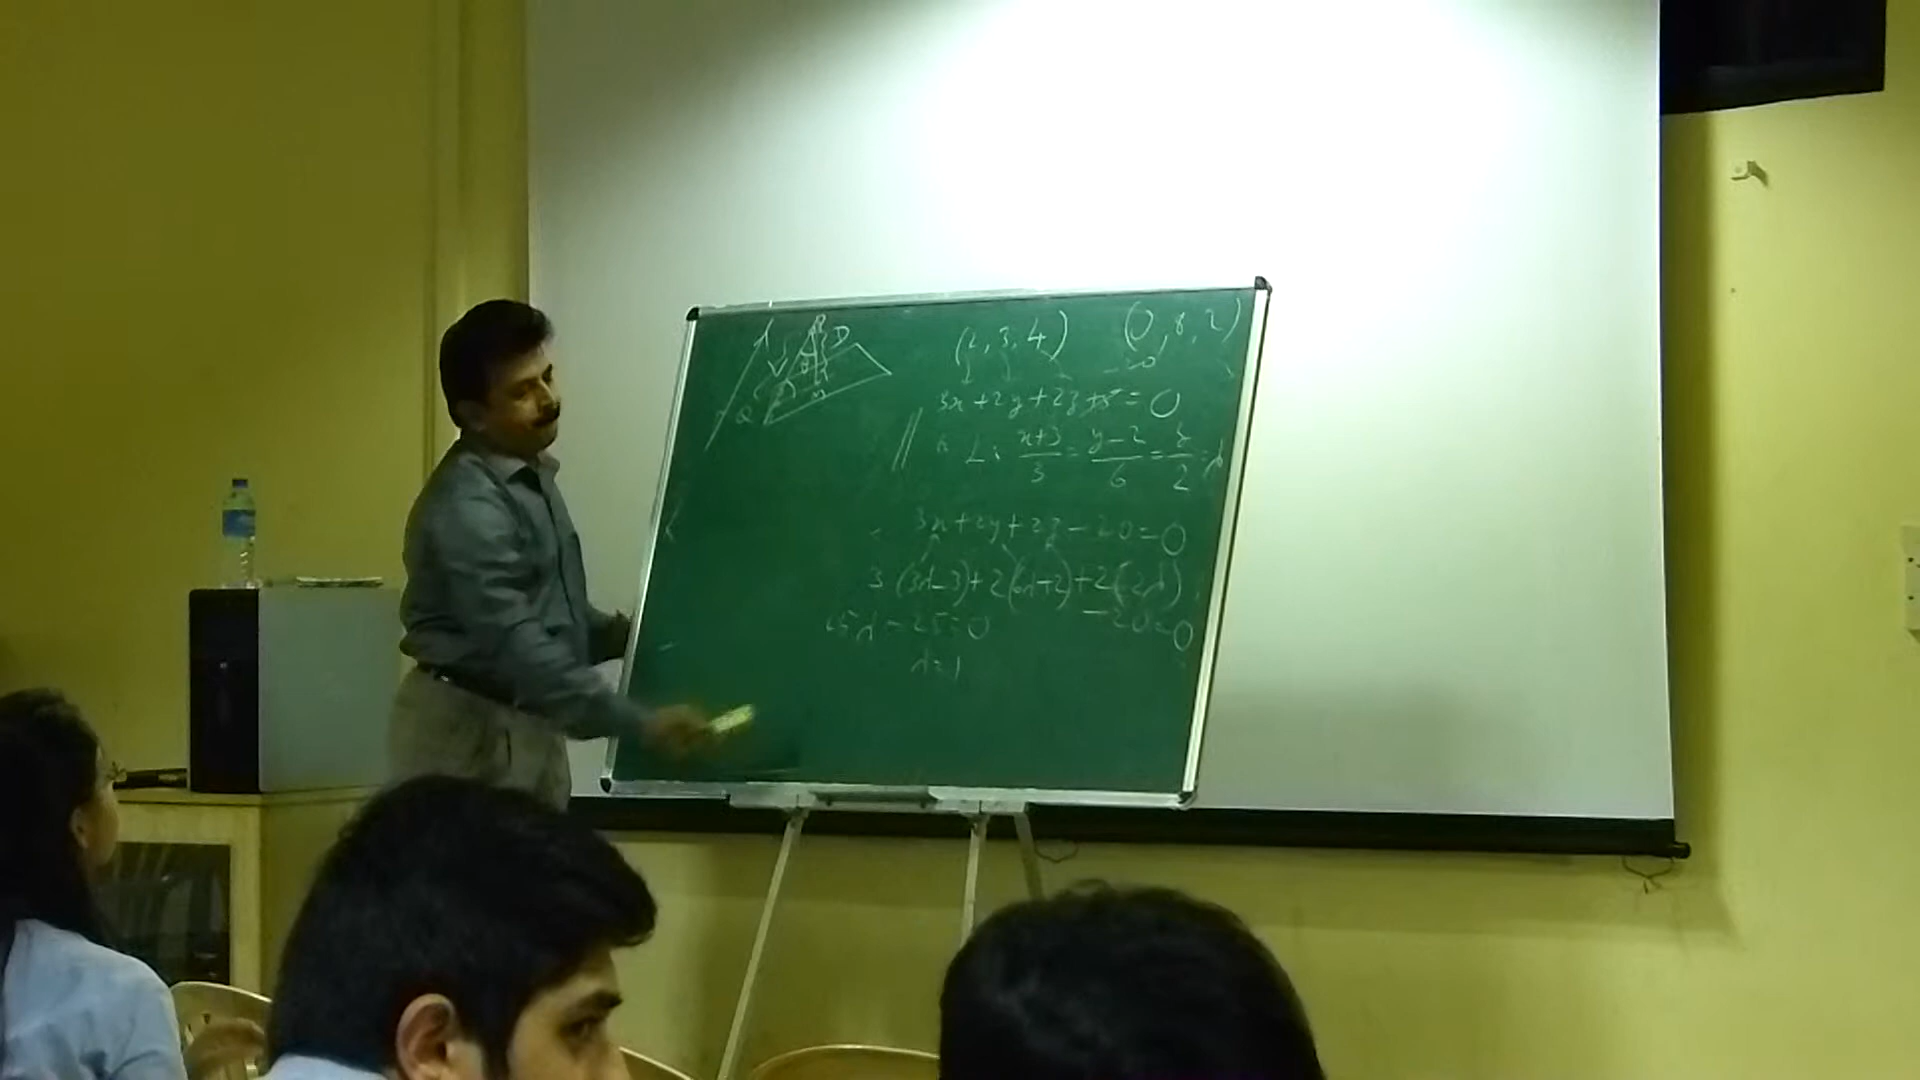 (2, 3, 4) (0, 8, 2)
3x + 2y + 2z + 5 = 0
L: x+3/3 = y-2/6 = z/2 = λ
3x + 2y + 2z - 20 = 0
3(3λ-3) + 2(6λ+2) + 2(2λ)
- 20 = 0
25λ - 25 = 0
λ = 1
D
Q
M